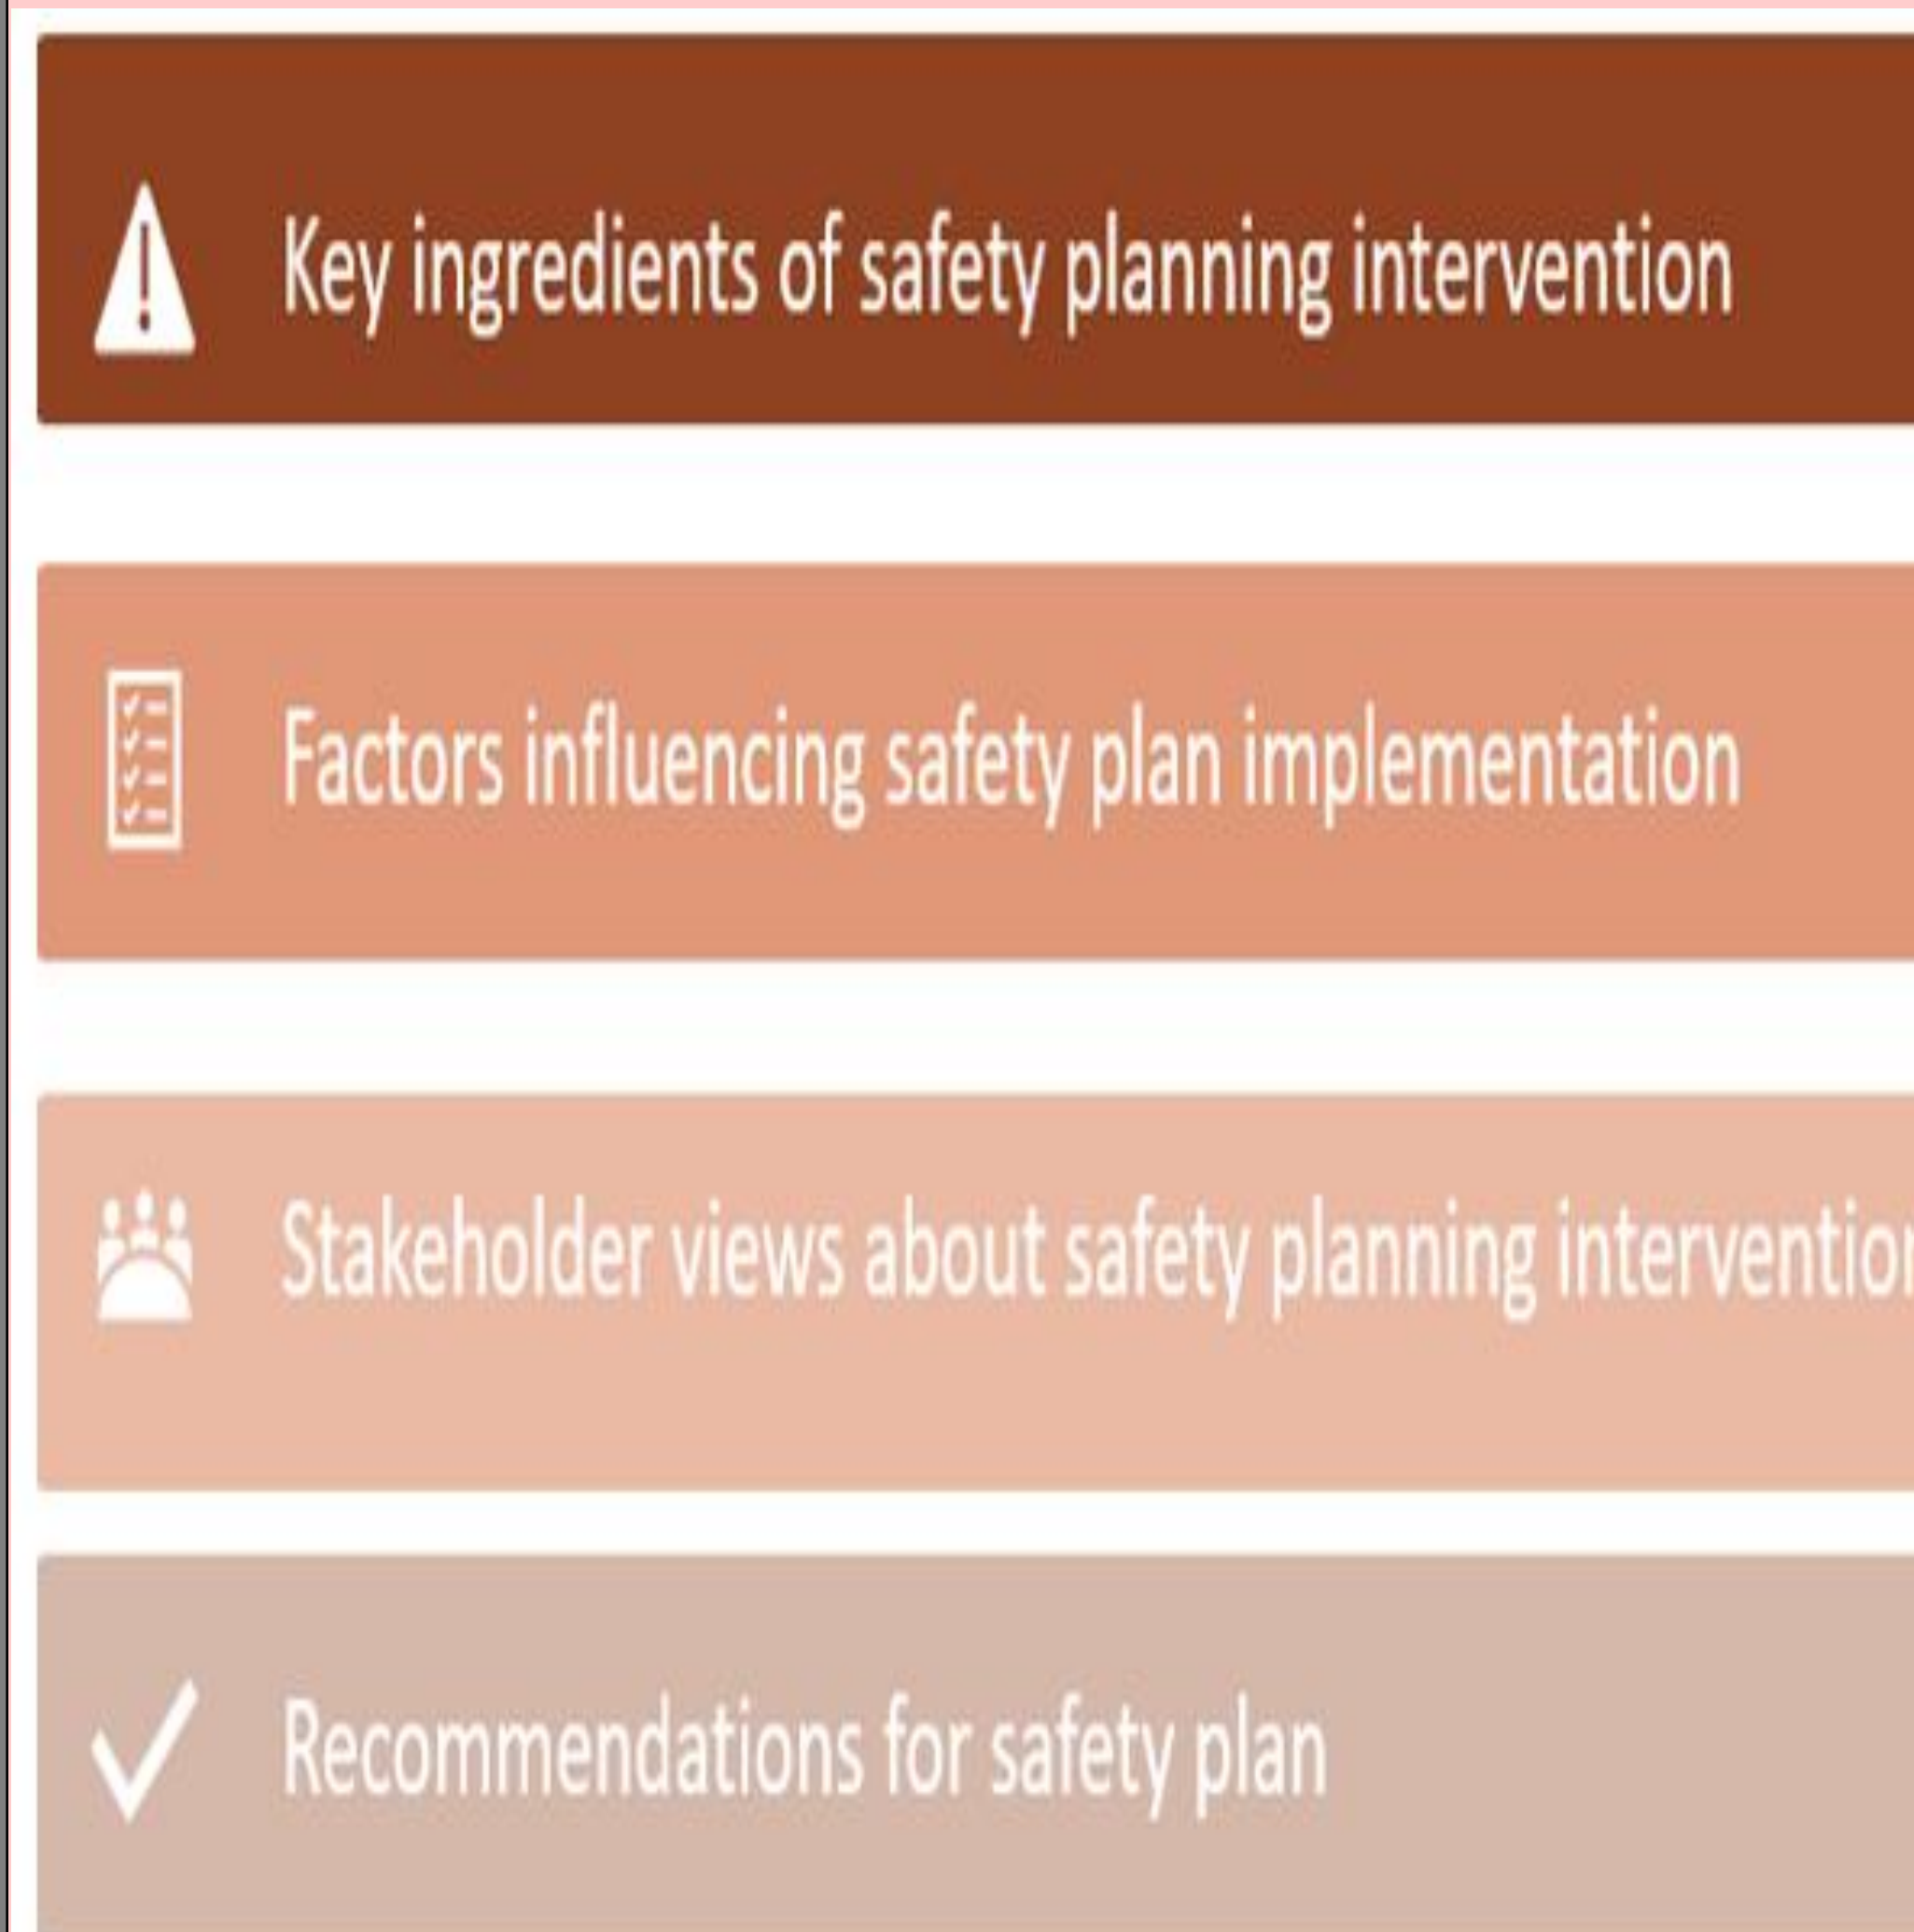 Key ingredients of safety planning intervention
Factors influencing safety plan implementation
Stakeholder views about safety planning intervention
Recommendations for safety plan